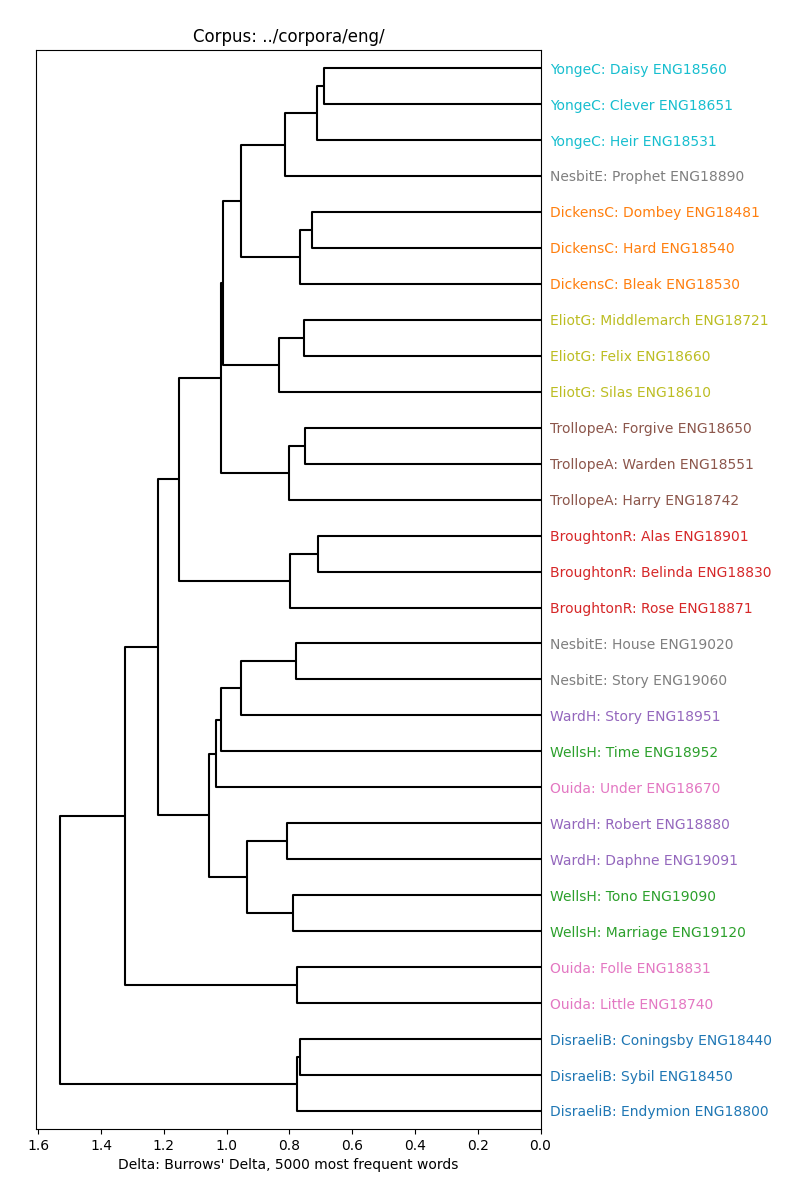 Corpus: ../corpora/eng/
YongeC: Daisy ENG18560
YongeC: Clever ENG18651
YongeC: Heir ENG18531
NesbitE: Prophet ENG18890
DickensC: Dombey ENG18481
DickensC: Hard ENG18540
DickensC: Bleak ENG18530
EliotG: Middlemarch ENG18721
EliotG: Felix ENG18660
EliotG: Silas ENG18610
TrollopeA: Forgive ENG18650
TrollopeA: Warden ENG18551
TrollopeA: Harry ENG18742
BroughtonR: Alas ENG18901
BroughtonR: Belinda ENG18830
BroughtonR: Rose ENG18871
NesbitE: House ENG19020
NesbitE: Story ENG19060
WardH: Story ENG18951
WellsH: Time ENG18952
Ouida: Under ENG18670
WardH: Robert ENG18880
WardH: Daphne ENG19091
WellsH: Tono ENG19090
WellsH: Marriage ENG19120
Ouida: Folle ENG18831
Ouida: Little ENG18740
DisraeliB: Coningsby ENG18440
DisraeliB: Sybil ENG18450
DisraeliB: Endymion ENG18800
1.6 1.4 1.2 1.0 0.8 0.6 0.4 0.2 0.0
Delta: Burrows' Delta, 5000 most frequent words